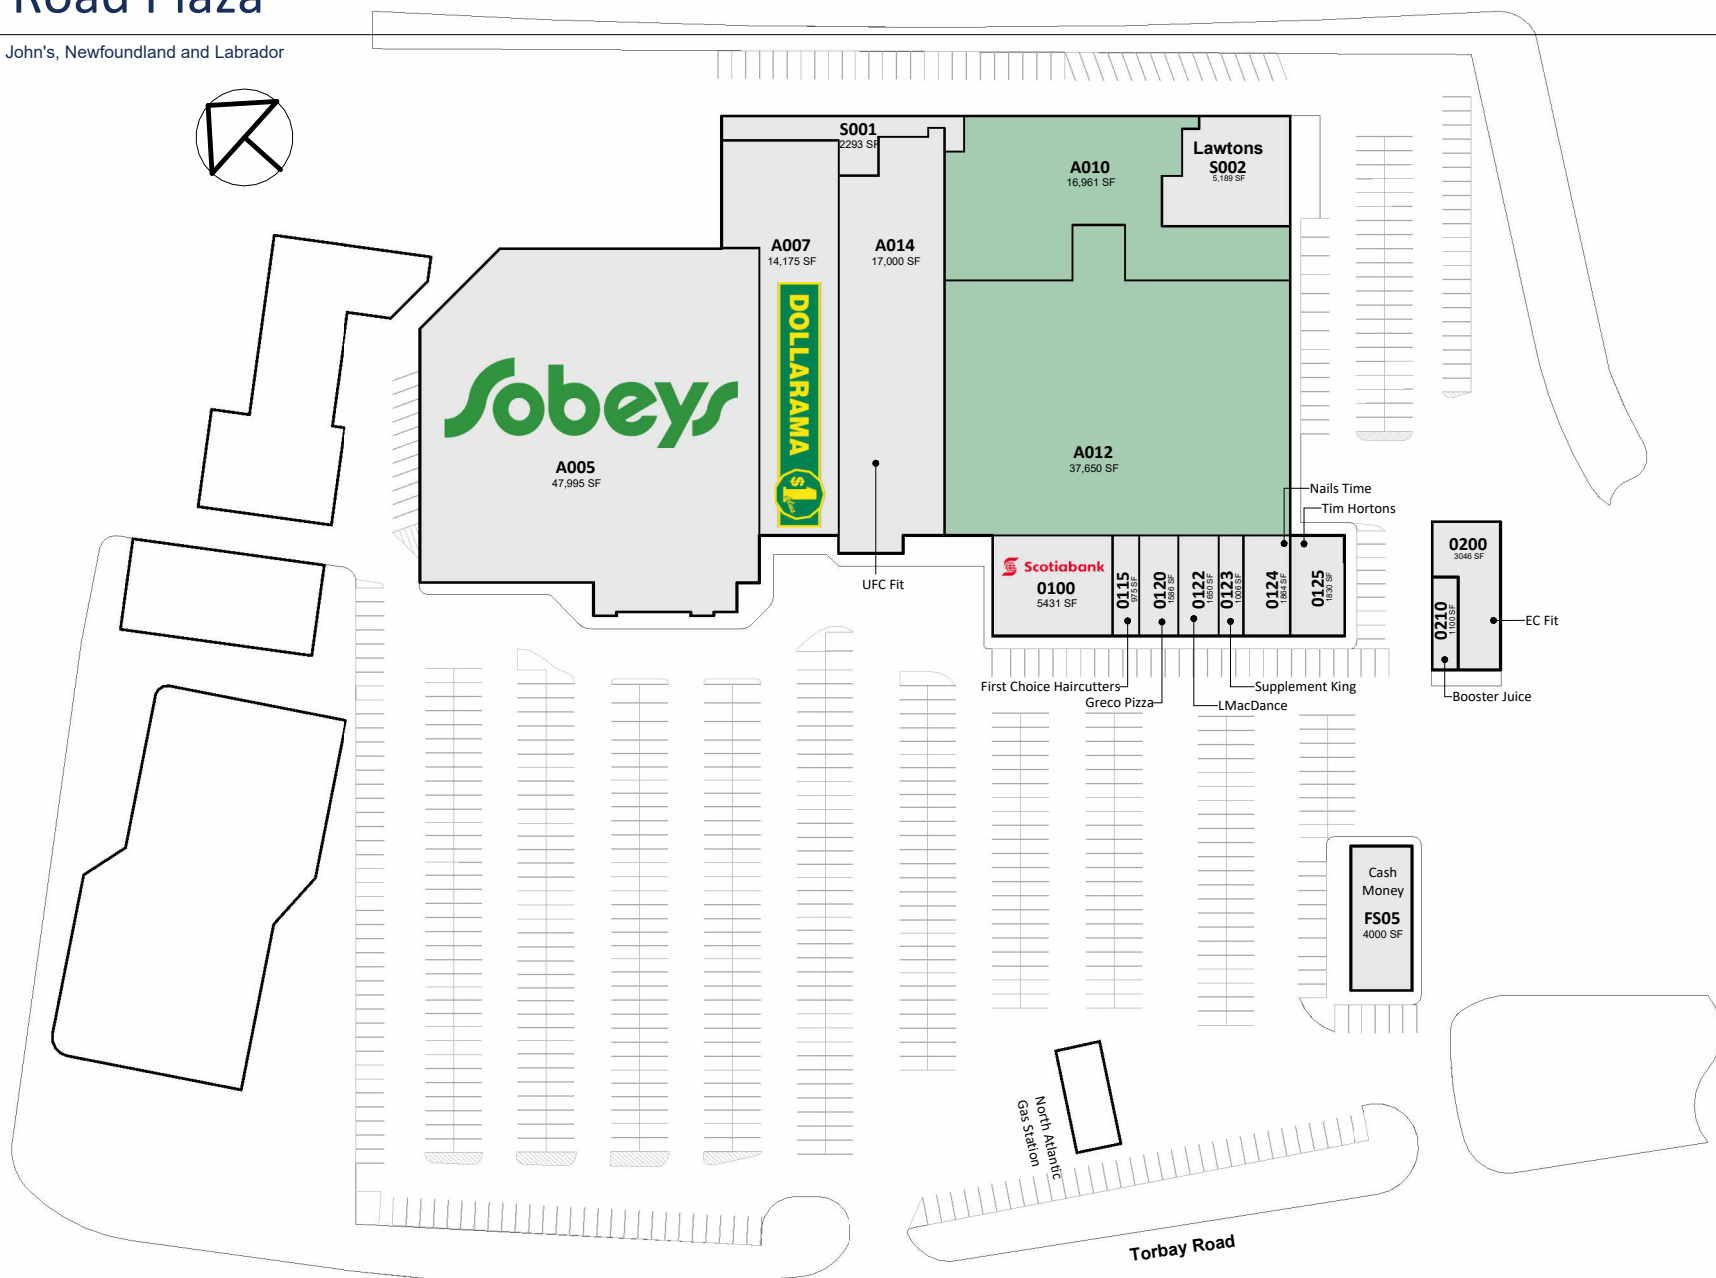 Road Plaza
John's, Newfoundland and Labrador
S001
2293 SF
Lawtons
S002
5,189 SF
A010
16,961 SF
A007
14,175 SF
A014
17,000 SF
DOLLARAMA
$1
plus
Sobeys
A005
47,995 SF
A012
37,650 SF
Nails Time
Tim Hortons
UFC Fit
Scotiabank
0100
5431 SF
0115
975 SF
0120
1586 SF
0122
1650 SF
0123
1006 SF
0124
1864 SF
0125
1830 SF
0200
3046 SF
0210
1100 SF
EC Fit
Booster Juice
First Choice Haircutters
Greco Pizza
LMacDance
Supplement King
Cash
Money
FS05
4000 SF
North Atlantic
Gas Station
Torbay Road